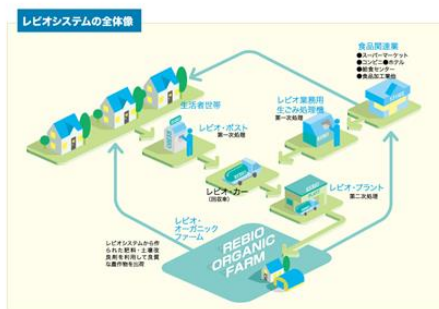 レビオシステムの全体像
食品関連業
●スーパーマーケット
●コンビニ●ホテル
●給食センター
●食品加工業他
生活者世帯
レビオ・ポスト
第一次処理
レビオ業務用
生ごみ処理機
第一次処理
レビオ・カー
(回収車)
レビオ・プラント
第二次処理
レビオ・
オーガニック
ファーム
レビオシステムから作
られた肥料・土壌改
良剤を利用して良質
な農作物を出荷
REBIO
ORGANIC
FARM